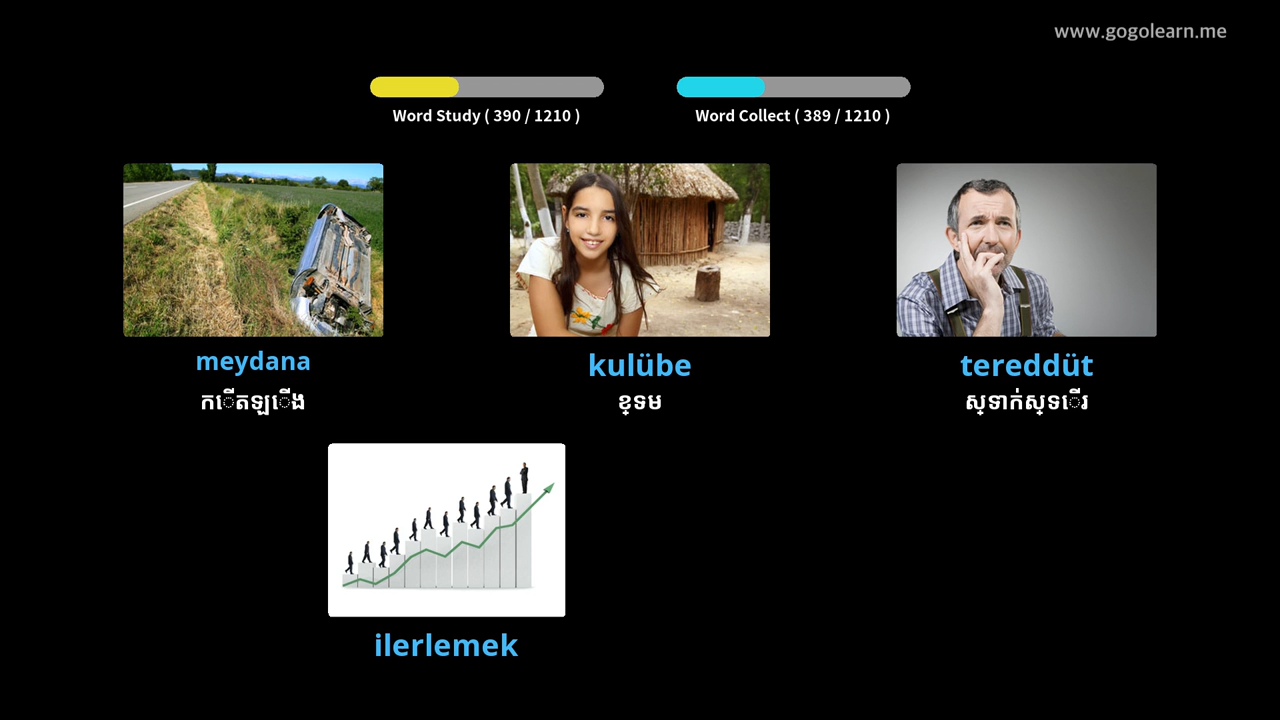 www.gogolearn.me
Word Study ( 390 / 1210 )
Word Collect ( 389 / 1210 )
meydana
កើតឡើង
kulübe
ខ្ទម
tereddüt
ស្ទាក់ស្ទើរ
ilerlemek